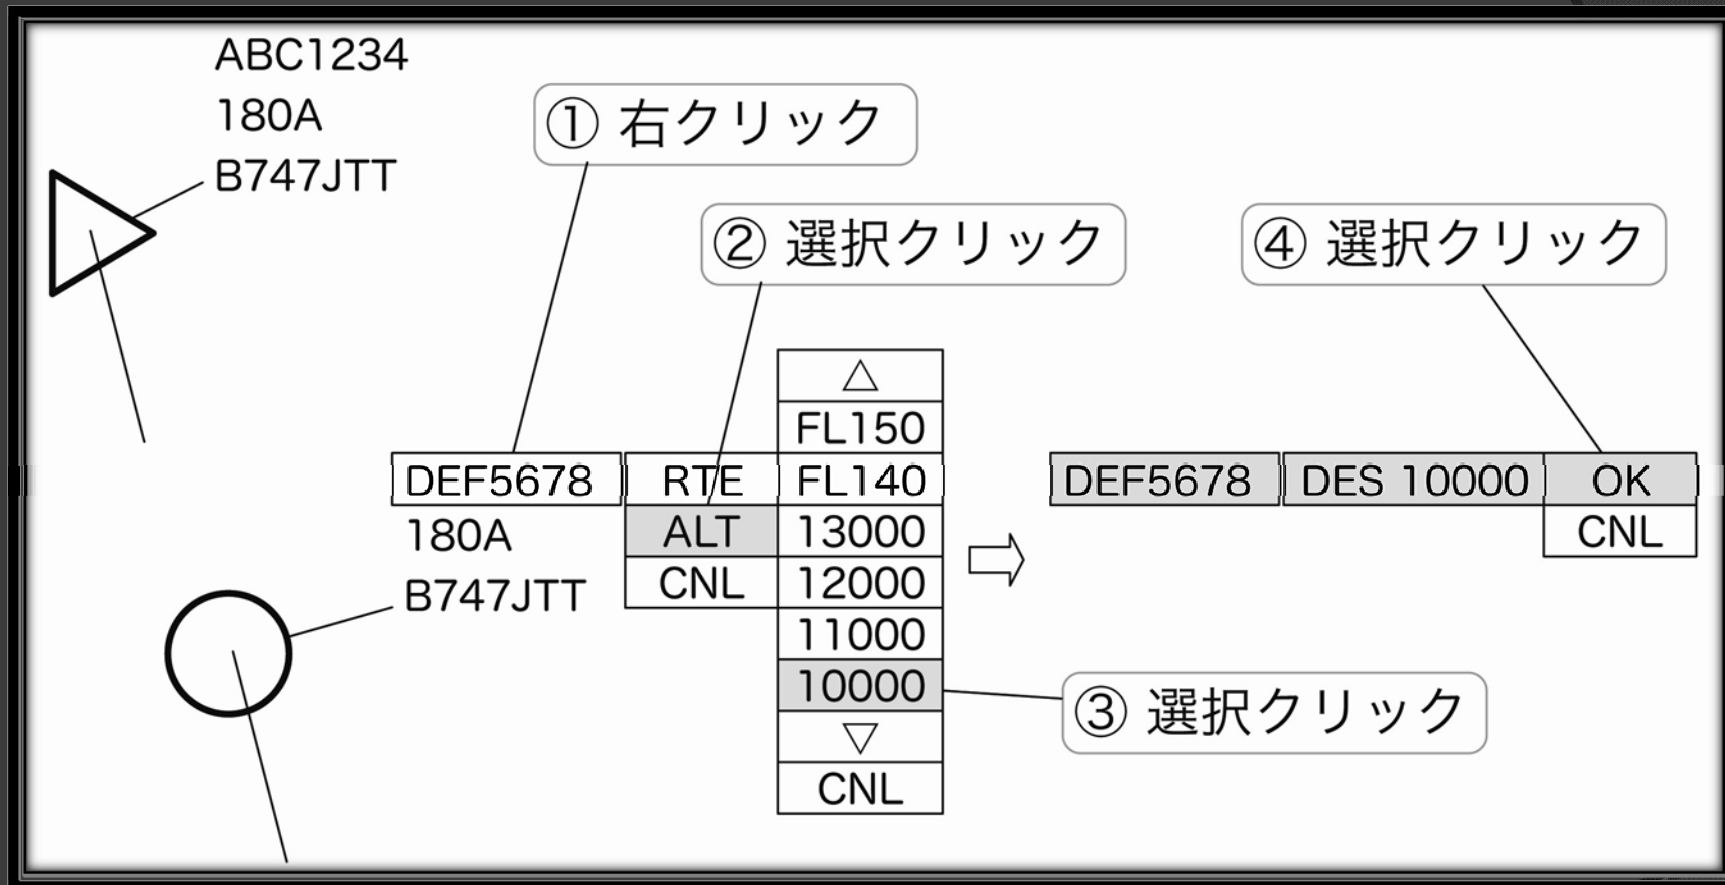 ABC1234
180A
B747JTT
① 右クリック
② 選択クリック
④ 選択クリック
△
FL150
DEF5678 RTE FL140
180A ALT 13000
B747JTT CNL 12000
11000
10000
▽
CNL
DEF5678 DES 10000 OK
CNL
③ 選択クリック